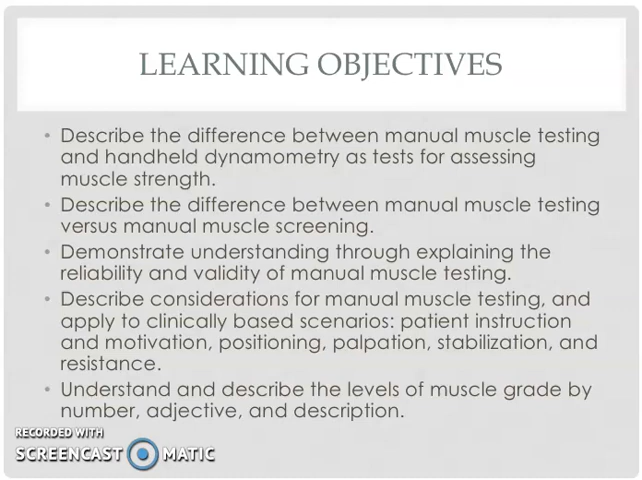 LEARNING OBJECTIVES
• Describe the difference between manual muscle testing
and handheld dynamometry as tests for assessing
muscle strength.
• Describe the difference between manual muscle testing
versus manual muscle screening.
• Demonstrate understanding through explaining the
reliability and validity of manual muscle testing.
• Describe considerations for manual muscle testing, and
apply to clinically based scenarios: patient instruction
and motivation, positioning, palpation, stabilization, and
resistance.
• Understand and describe the levels of muscle grade by
number, adjective, and description.
RECORDED WITH
SCREENCAST MATIC